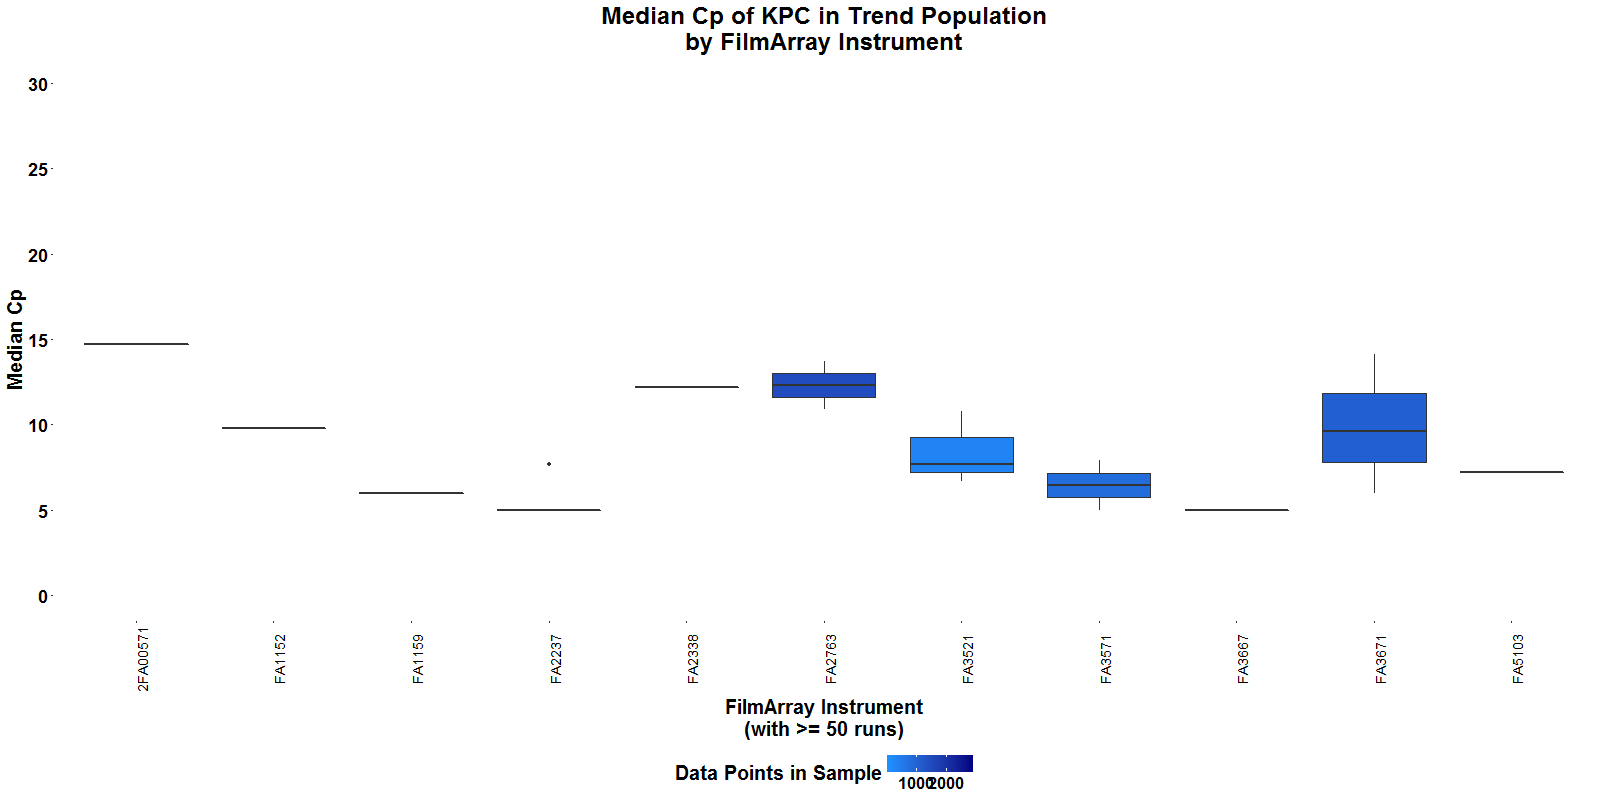 Median Cp of KPC in Trend Population
by FilmArray Instrument
30
25
20
15
10
5
0
Median Cp
2FA00571
FA1152
FA1159
FA2237
FA2338
FA2763
FA3521
FA3571
FA3667
FA3671
FA5103
FilmArray Instrument
(with >= 50 runs)
Data Points in Sample
1000
2000